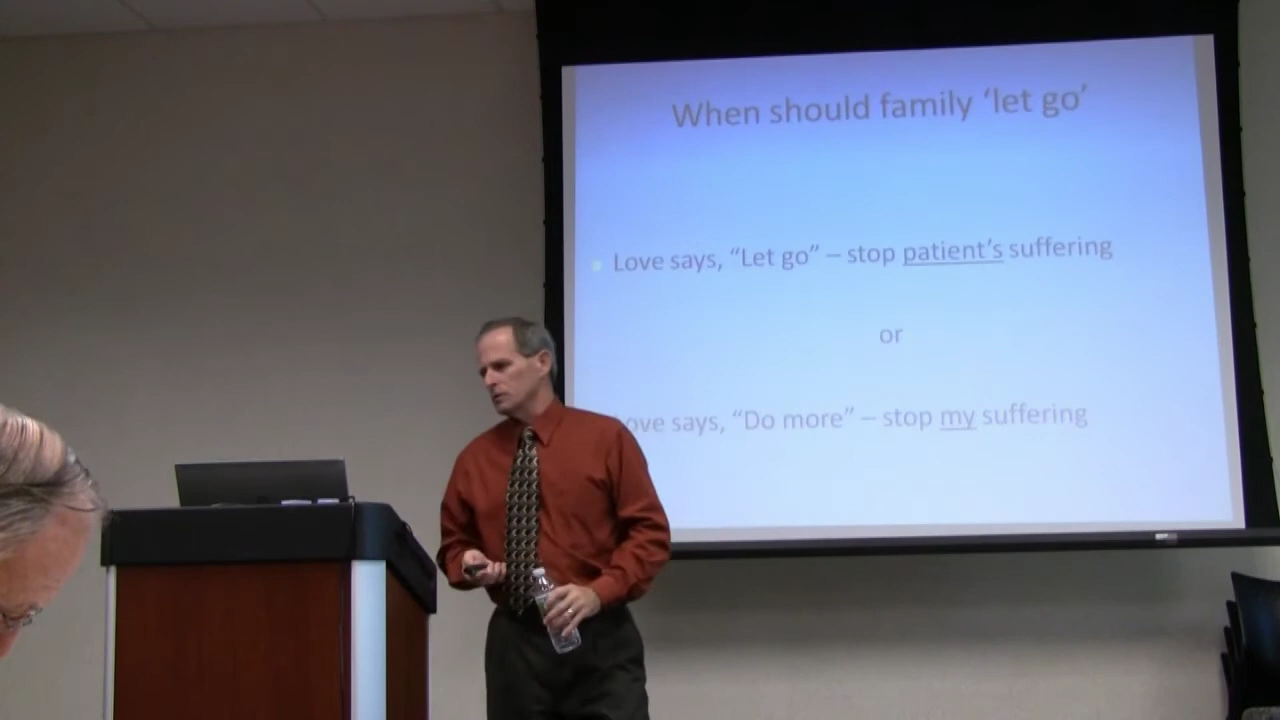 When should family ‘let go’
Love says, “Let go” – stop patient’s suffering
or
Love says, “Do more” – stop my suffering